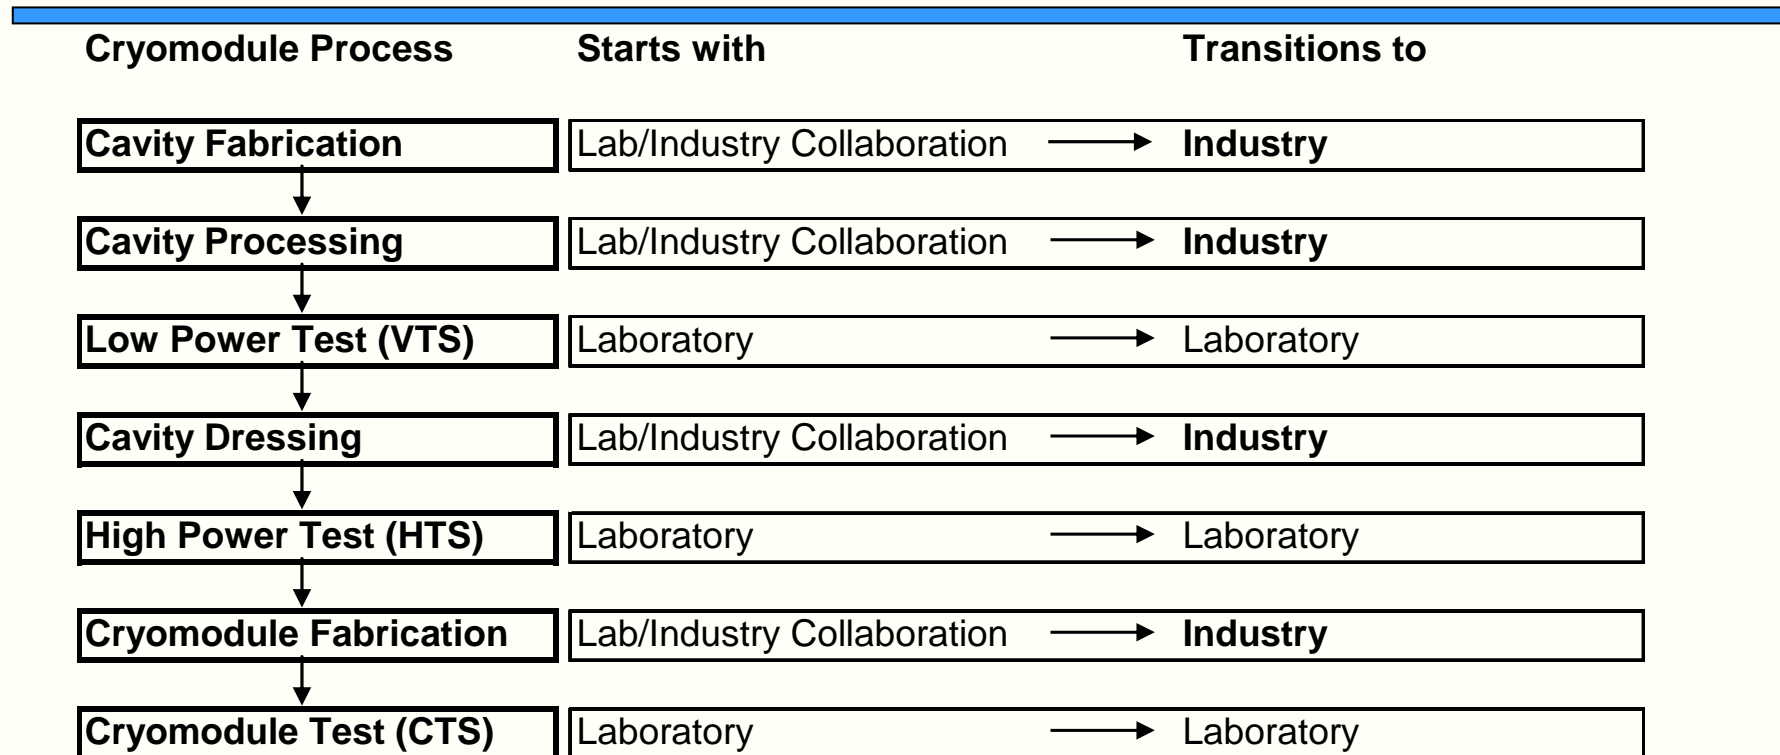 Cryomodule Process Starts with Transitions to
Cavity Fabrication Lab/Industry Collaboration Industry
Cavity Processing Lab/Industry Collaboration Industry
Low Power Test (VTS) Laboratory Laboratory
Cavity Dressing Lab/Industry Collaboration Industry
High Power Test (HTS) Laboratory Laboratory
Cryomodule Fabrication Lab/Industry Collaboration Industry
Cryomodule Test (CTS) Laboratory Laboratory